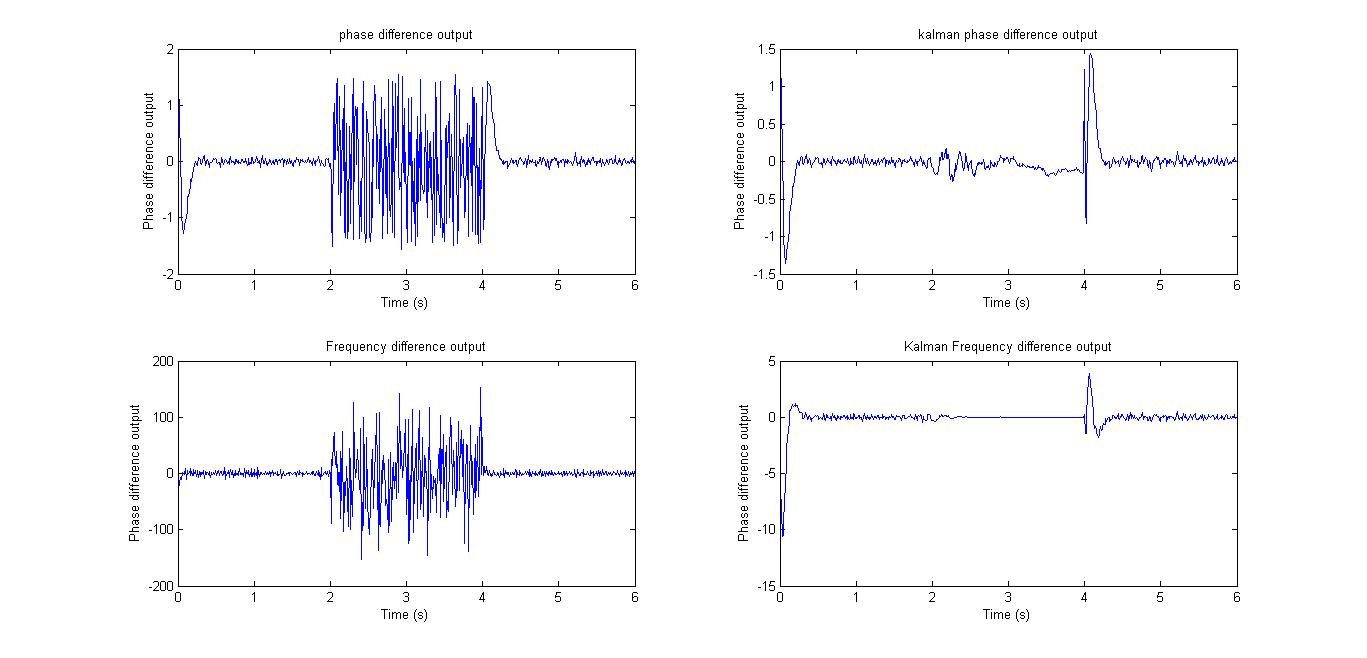 phase difference output
2
1
0
-1
-2
Phase difference output
0 1 2 3 4 5 6
Time (s)
kalman phase difference output
1.5
1
0.5
0
-0.5
-1
-1.5
Phase difference output
0 1 2 3 4 5 6
Time (s)
Frequency difference output
200
100
0
-100
-200
Phase difference output
0 1 2 3 4 5 6
Time (s)
Kalman Frequency difference output
5
0
-5
-10
-15
Phase difference output
0 1 2 3 4 5 6
Time (s)